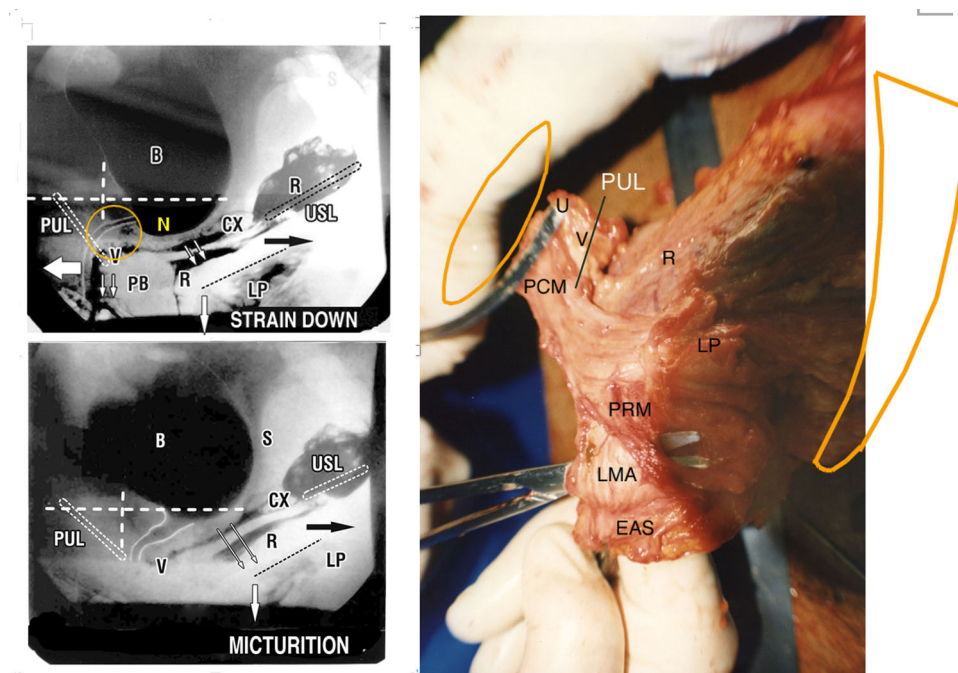 S
B
R
USL
PUL
N
CX
V
PB
R
LP
STRAIN DOWN
B
S
USL
CX
PUL
R
V
LP
MICTURITION
PUL
U
V
R
PCM
LP
PRM
LMA
EAS